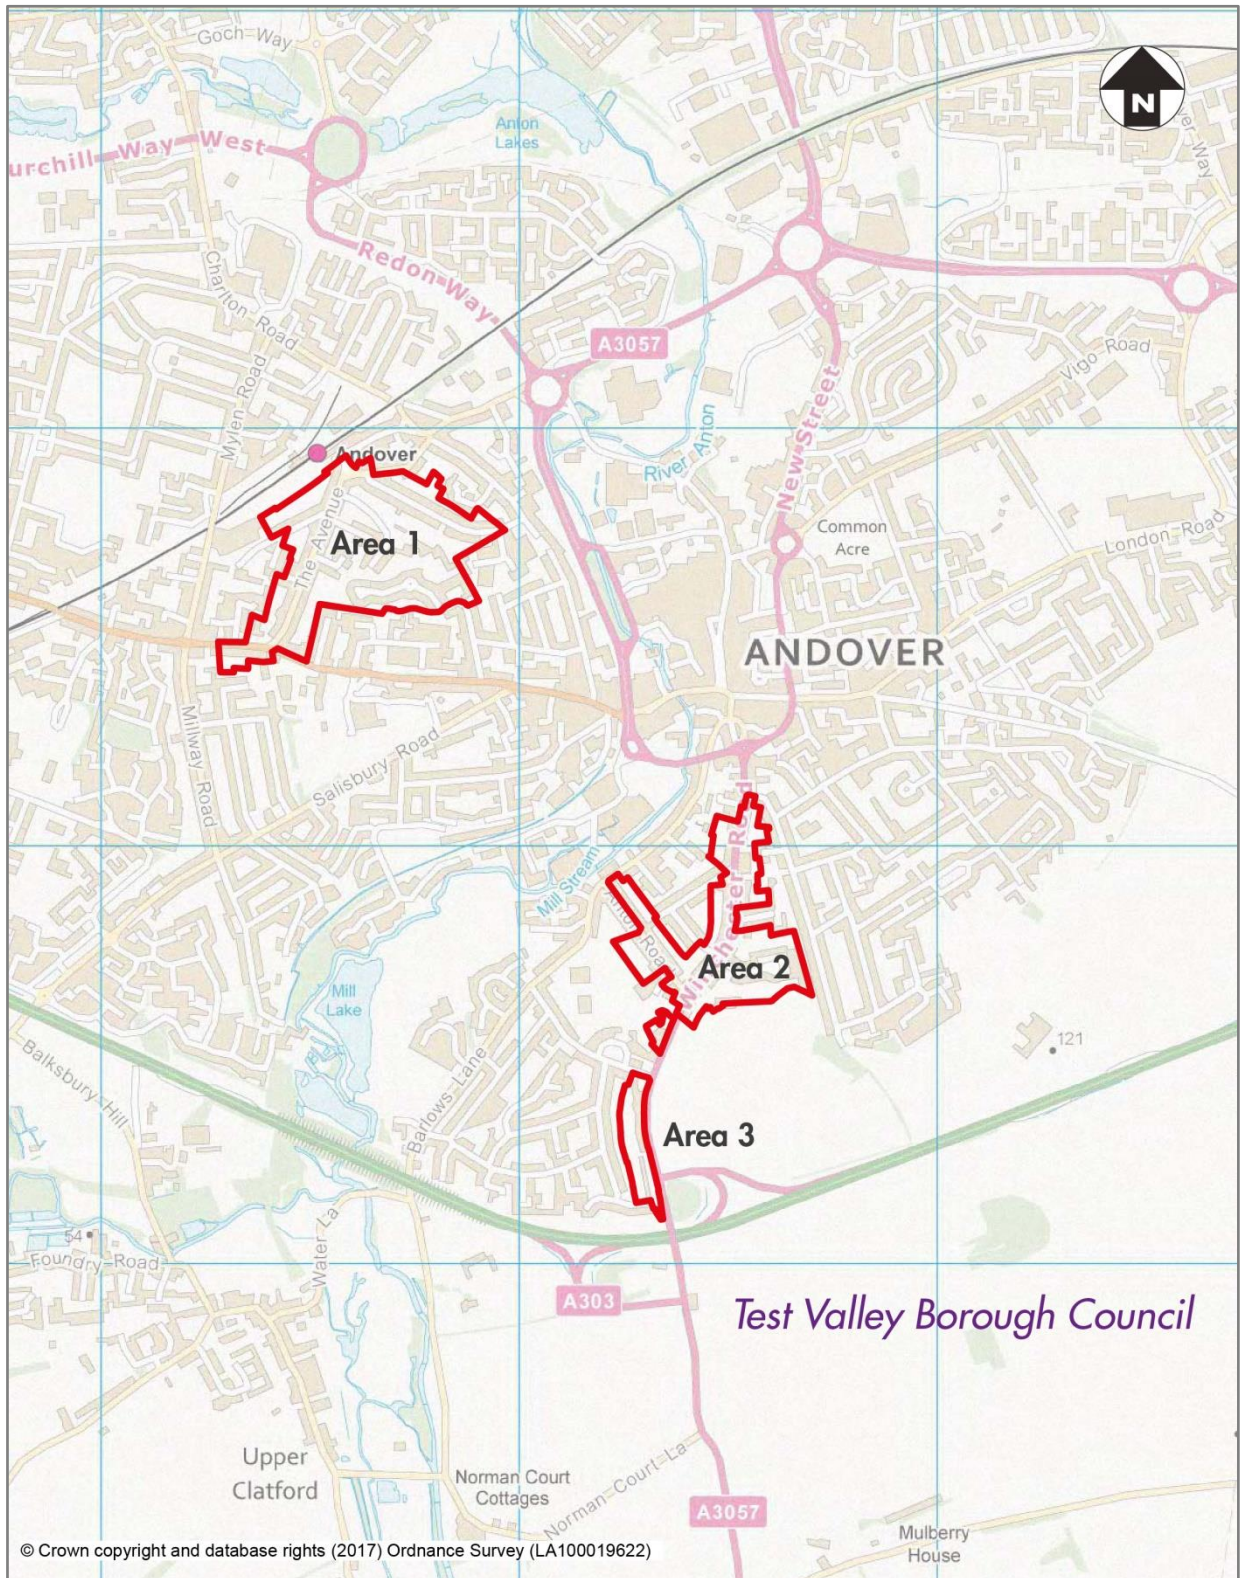 Goch Way
N
Anton
Lakes
urchill Way West
ver Way
Redon Way
Charlton Road
A3057
Vigo Road
Mylen Road
New Street
River Anton
Andover
Common
Acre
London Road
The Avenue
Area 1
ANDOVER
Millway Road
Salisbury Road
Winchester Road
Mill Stream
Anton Road
Area 2
Mill
Lake
121
Balksbury Hill
Barlows Lane
Area 3
Water La
54
Foundry Road
A303
Test Valley Borough Council
Upper
Clatford
Norman Court
Cottages
Norman Court La
A3057
Mulberry
House
© Crown copyright and database rights (2017) Ordnance Survey (LA100019622)